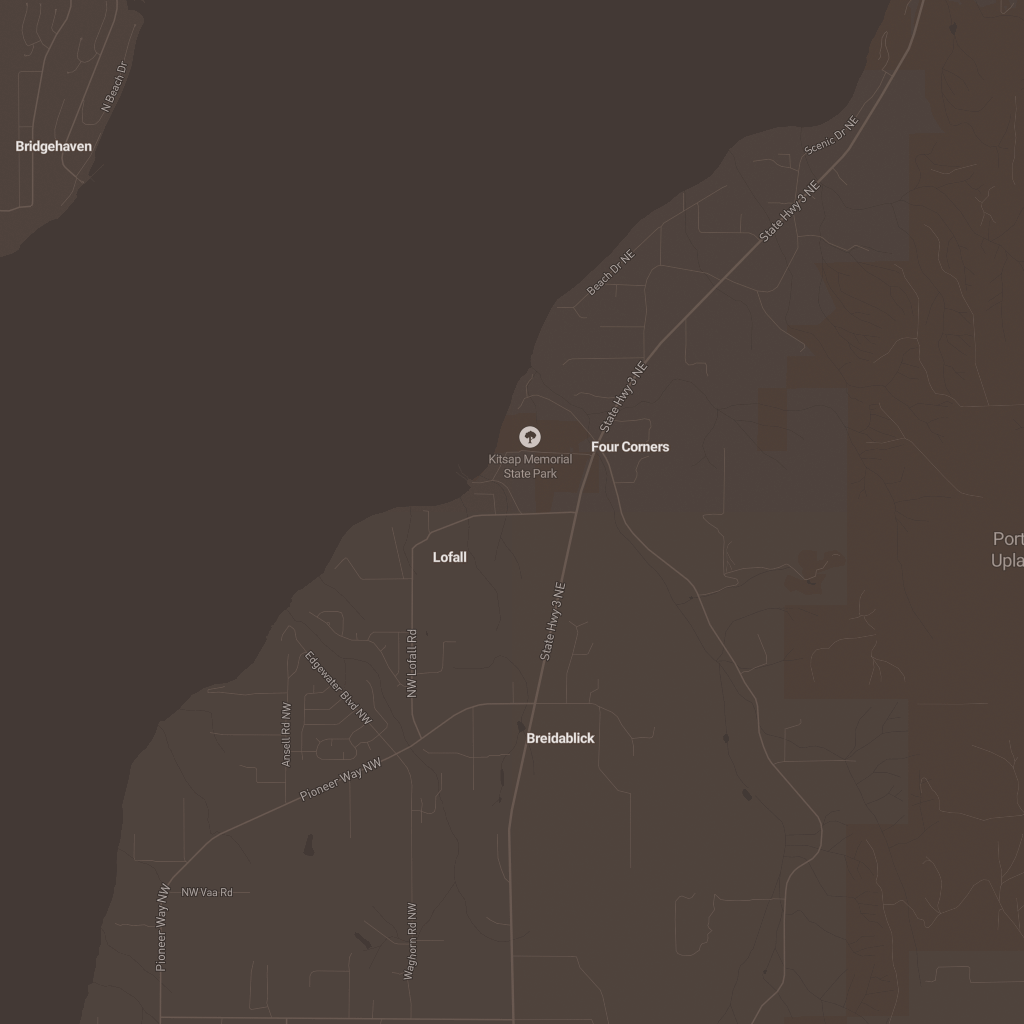 N Beach Dr
Bridgehaven
Scenic Dr NE
State Hwy 3 NE
Beach Dr NE
State Hwy 3 NE
Four Corners
Kitsap Memorial
State Park
Port
Upla
Lofall
State Hwy 3 NE
NW Lofall Rd
Edgewater Blvd NW
Ansell Rd NW
Breidablick
Pioneer Way NW
NW Vaa Rd
Pioneer Way NW
Waghorn Rd NW